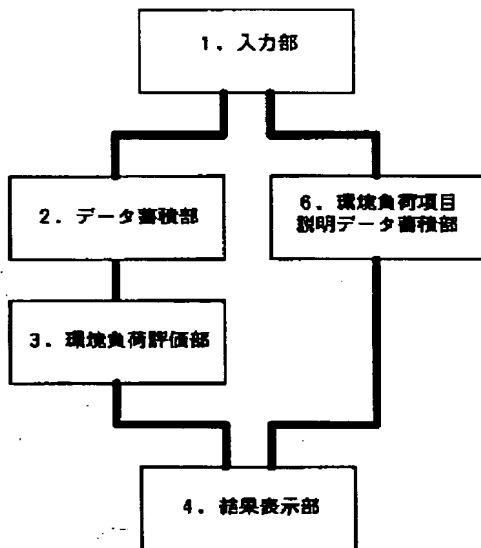 1．入力部
2．データ蓄積部
6．環境負荷項目
説明データ蓄積部
3．環境負荷評価部
4．結果表示部